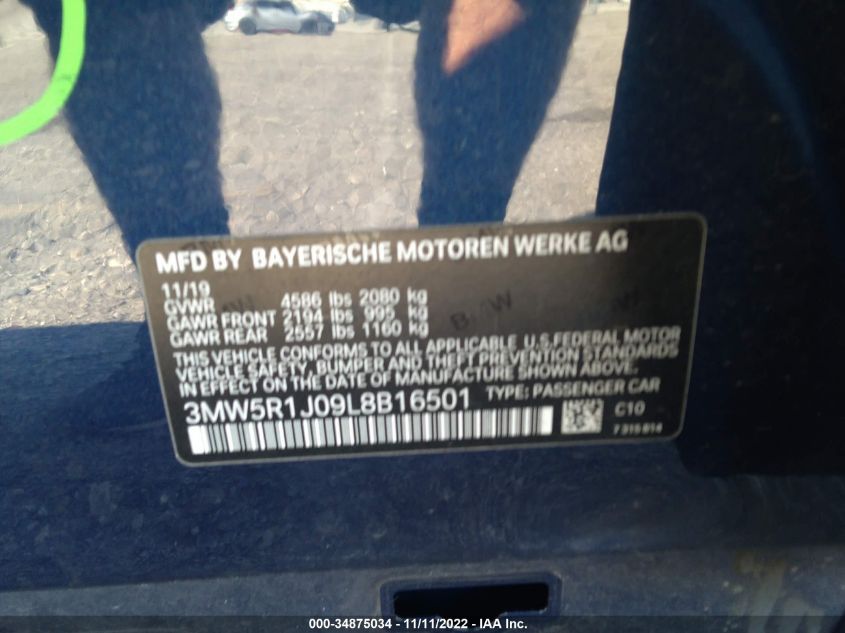 MFD BY BAYERISCHE MOTOREN WERKE AG
11/19
GVWR 4586 lbs 2080 kg
GAWR FRONT 2194 lbs 995 kg
GAWR REAR 2557 lbs 1160 kg
THIS VEHICLE CONFORMS TO ALL APPLICABLE U.S.FEDERAL MOTOR
VEHICLE SAFETY, BUMPER AND THEFT PREVENTION STANDARDS
IN EFFECT ON THE DATE OF MANUFACTURE SHOWN ABOVE.
3MW5R1J09L8B16501 TYPE: PASSENGER CAR
C10
7 319 814
000-34875034 - 11/11/2022 - IAA Inc.